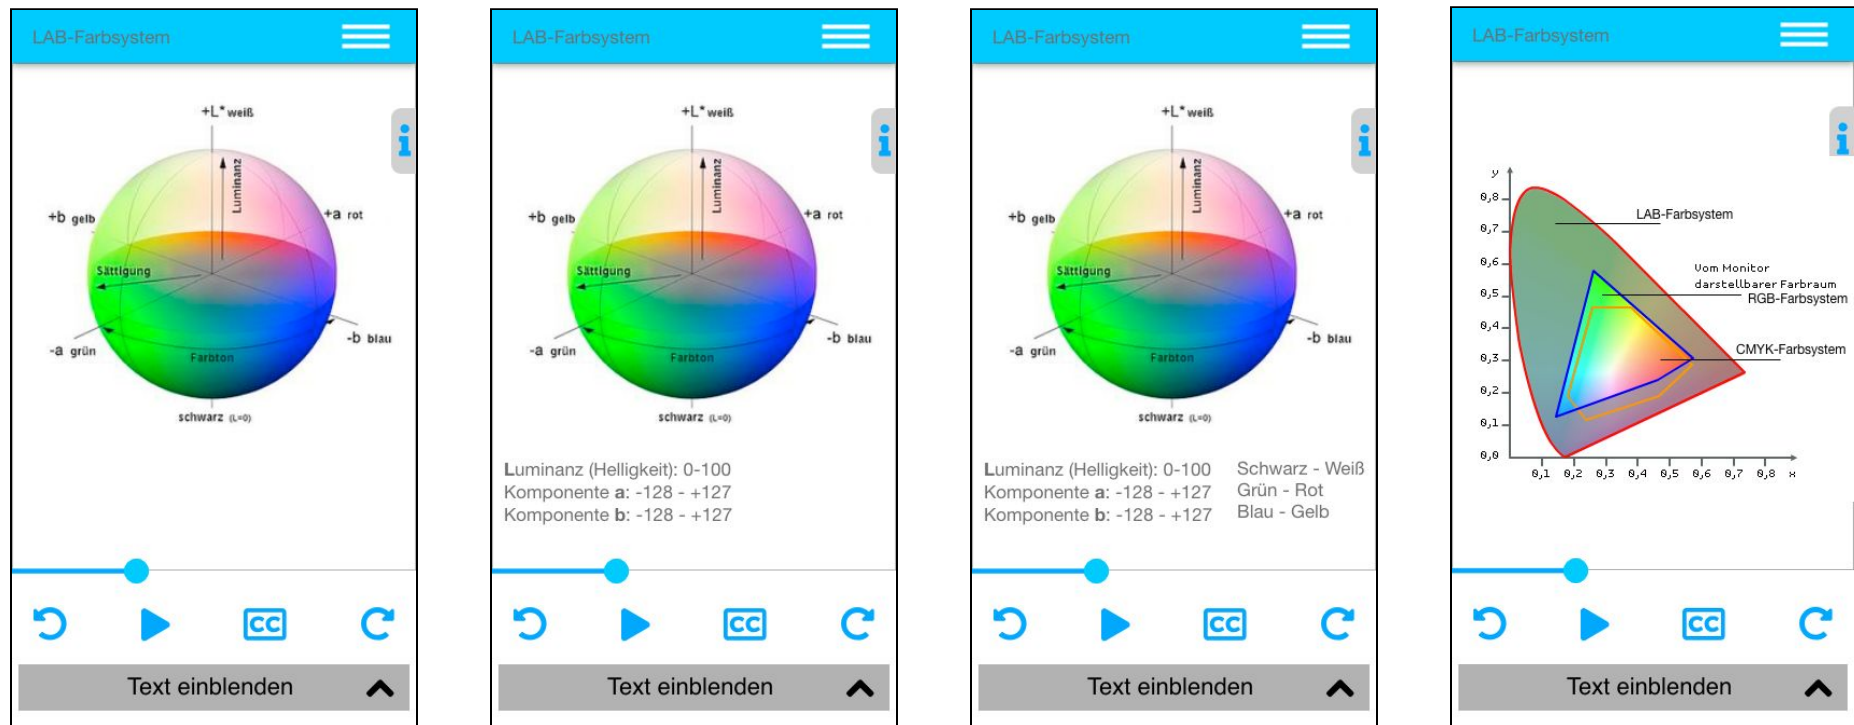 LAB-Farbsystem
+L* weiß
Luminanz
+b gelb
+a rot
Sättigung
-b blau
-a grün
Farbton
schwarz (L=0)
CC
Text einblenden
LAB-Farbsystem
+L* weiß
Luminanz
+b gelb
+a rot
Sättigung
-b blau
-a grün
Farbton
schwarz (L=0)
Luminanz (Helligkeit): 0-100
Komponente a: -128 - +127
Komponente b: -128 - +127
CC
Text einblenden
LAB-Farbsystem
+L* weiß
Luminanz
+b gelb
+a rot
Sättigung
-b blau
-a grün
Farbton
schwarz (L=0)
Luminanz (Helligkeit): 0-100 Schwarz - Weiß
Komponente a: -128 - +127 Grün - Rot
Komponente b: -128 - +127 Blau - Gelb
CC
Text einblenden
LAB-Farbsystem
y
0,8
LAB-Farbsystem
0,7
0,6
Vom Monitor
darstellbarer Farbraum
0,5
RGB-Farbsystem
0,4
CMYK-Farbsystem
0,3
0,2
0,1
0,0
0,1 0,2 0,3 0,4 0,5 0,6 0,7 0,8 x
CC
Text einblenden